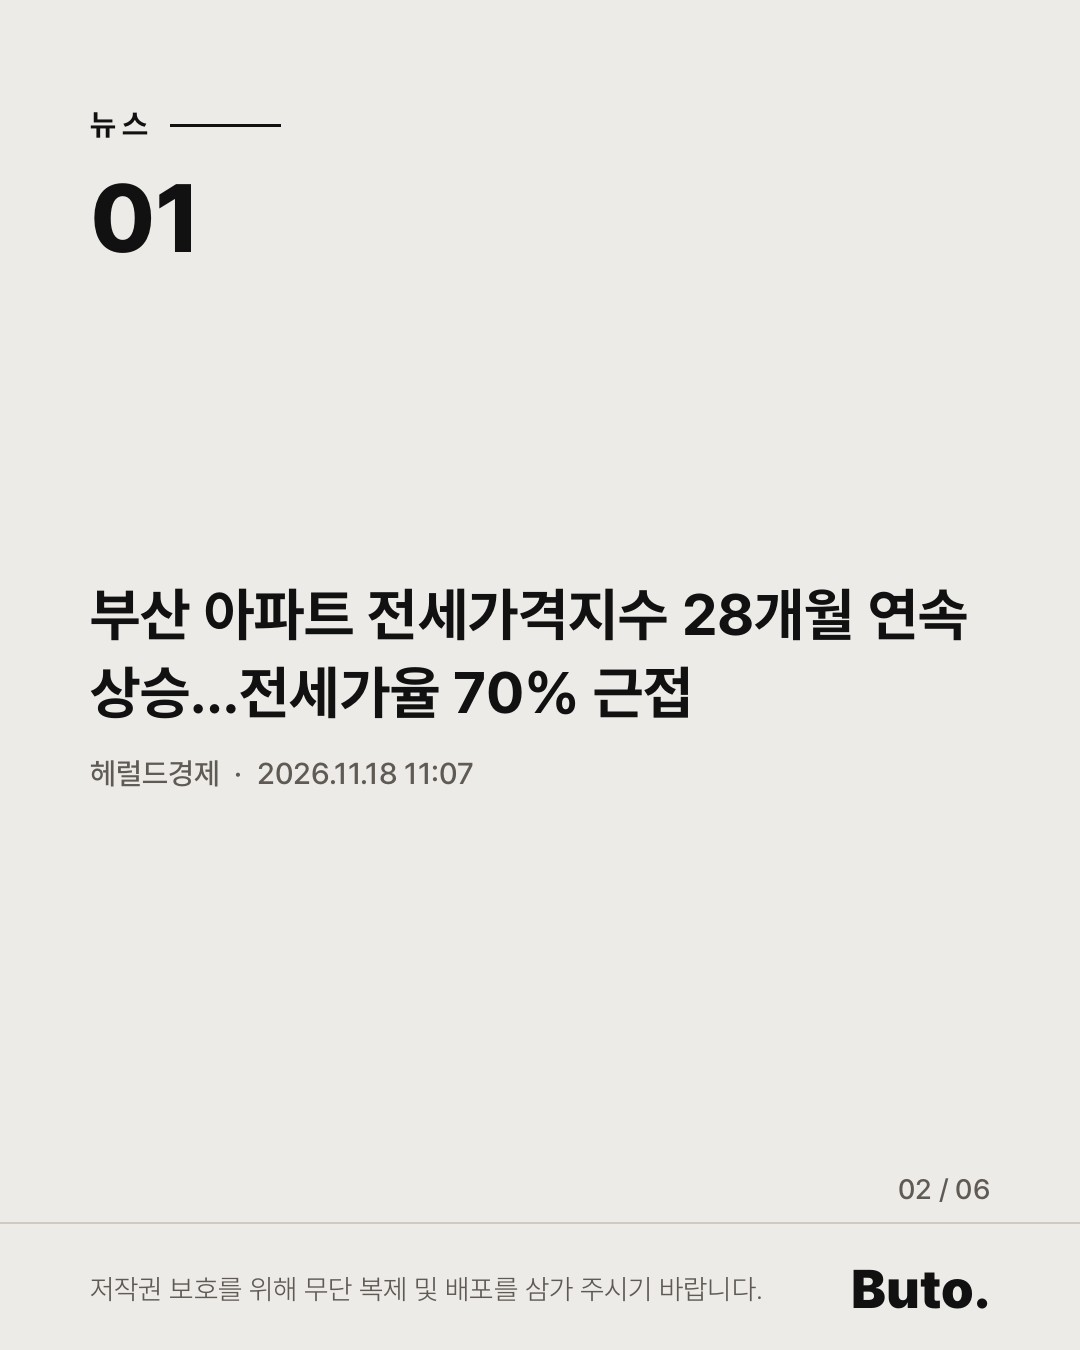 뉴스
01
부산 아파트 전세가격지수 28개월 연속
상승...전세가율 70% 근접
헤럴드경제 · 2026.11.18 11:07
02 / 06
저작권 보호를 위해 무단 복제 및 배포를 삼가 주시기 바랍니다.
Buto.